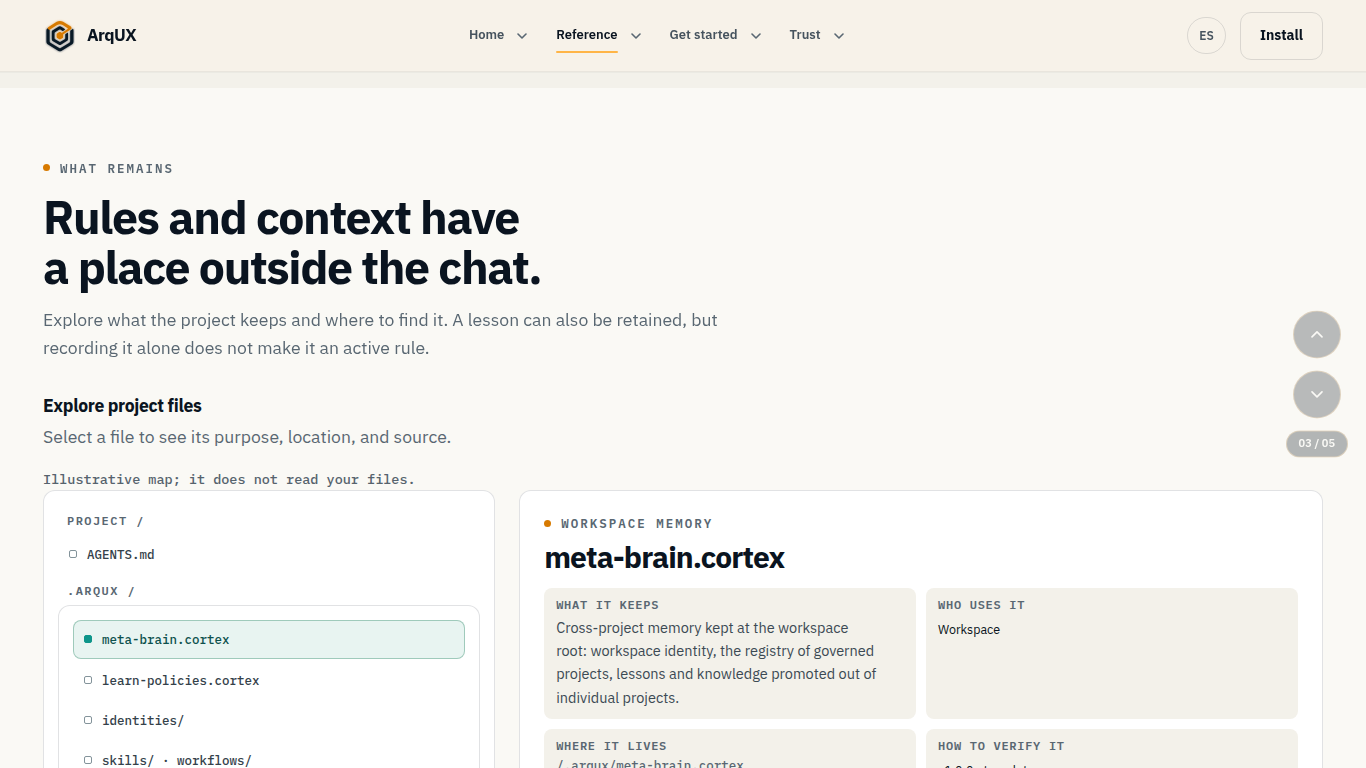 ArqUX
Home
Reference
Get started
Trust
ES
Install
WHAT REMAINS
Rules and context have
a place outside the chat.
Explore what the project keeps and where to find it. A lesson can also be retained, but
recording it alone does not make it an active rule.
Explore project files
Select a file to see its purpose, location, and source.
Illustrative map; it does not read your files.
03 / 05
PROJECT /
AGENTS.md
.ARQUX /
meta-brain.cortex
learn-policies.cortex
identities/
skills/ · workflows/
WORKSPACE MEMORY
meta-brain.cortex
WHAT IT KEEPS
Cross-project memory kept at the workspace
root: workspace identity, the registry of governed
projects, lessons and knowledge promoted out of
individual projects.
WHO USES IT
Workspace
WHERE IT LIVES
/.arqux/meta-brain.cortex
HOW TO VERIFY IT